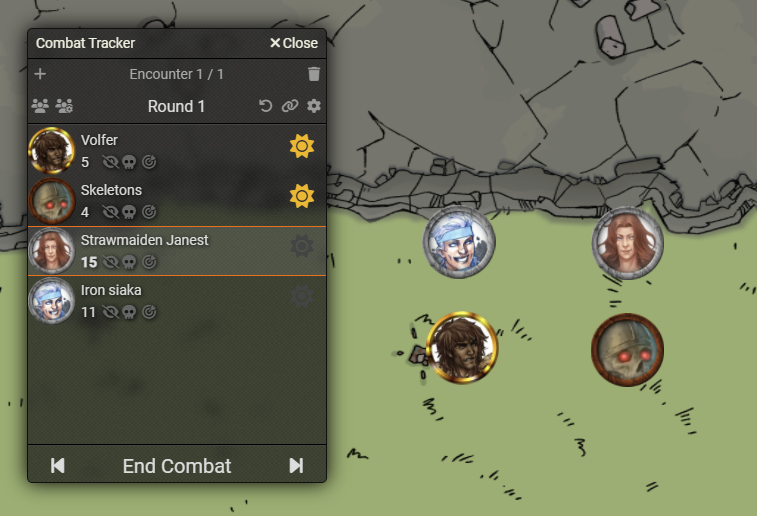 Combat Tracker
Close
Encounter 1 / 1
Round 1
Volfer
5
Skeletons
4
Strawmaiden Janest
15
Iron siaka
11
End Combat